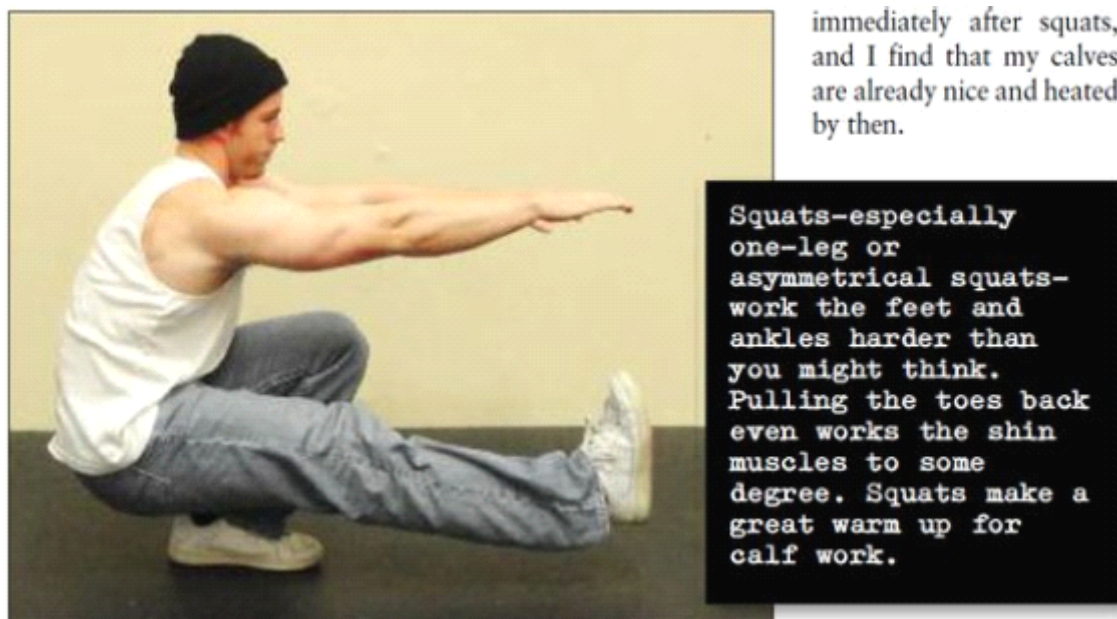 immediately after squats,
and I find that my calves
are already nice and heated
by then.
Squats-especially
one-leg or
asymmetrical squats-
work the feet and
ankles harder than
you might think.
Pulling the toes back
even works the shin
muscles to some
degree. Squats make a
great warm up for
calf work.